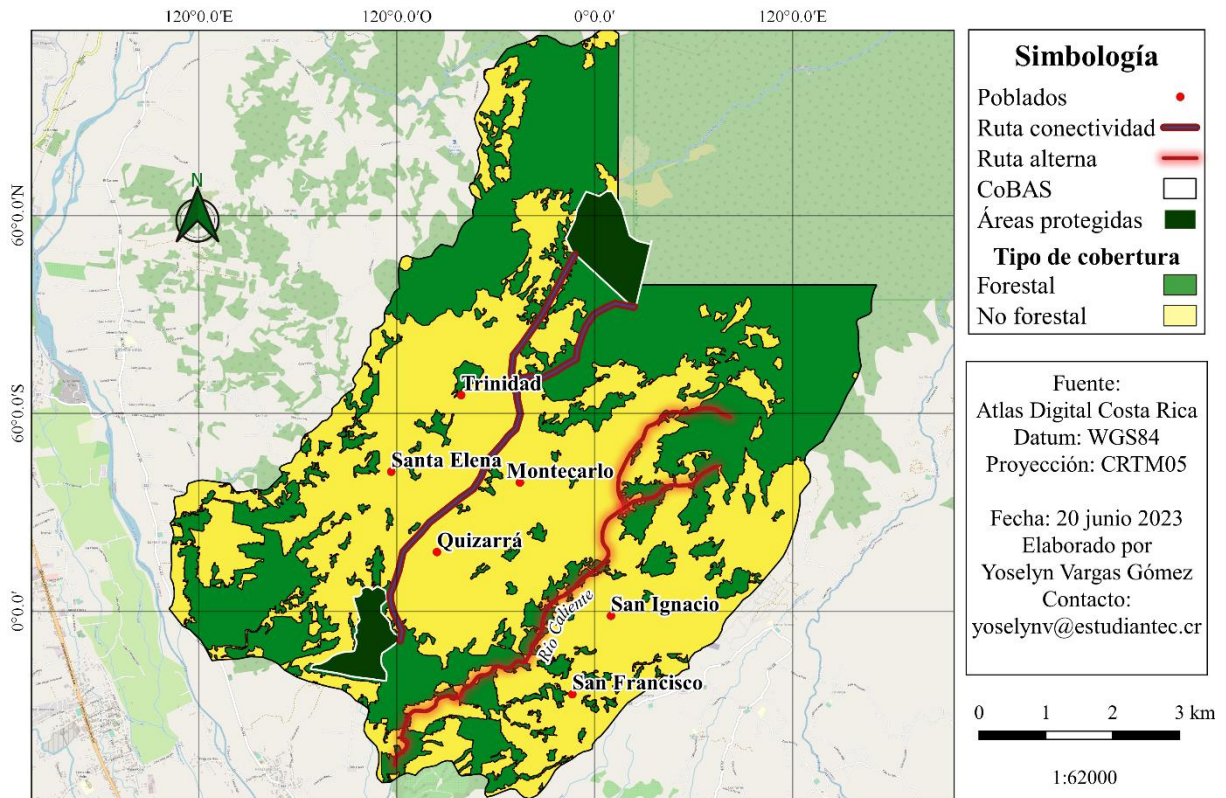 120°0.0'E 120°0.0' 0°0.0' 120°0.0'E
60°0.0'N
60°0.0'S
0°0.0'
N
Trinidad
Santa Elena
Montecarlo
Quizarrá
San Ignacio
Rio Caliente
San Francisco
Simbología
Poblados
Ruta conectividad
Ruta alterna
CoBAS
Áreas protegidas
Tipo de cobertura
Forestal
No forestal
Fuente:
Atlas Digital Costa Rica
Datum: WGS84
Proyección: CRTM05
Fecha: 20 junio 2023
Elaborado por
Yoselyn Vargas Gómez
Contacto:
yoselynv@estudiantec.cr
0 1 2 3 km
1:62000